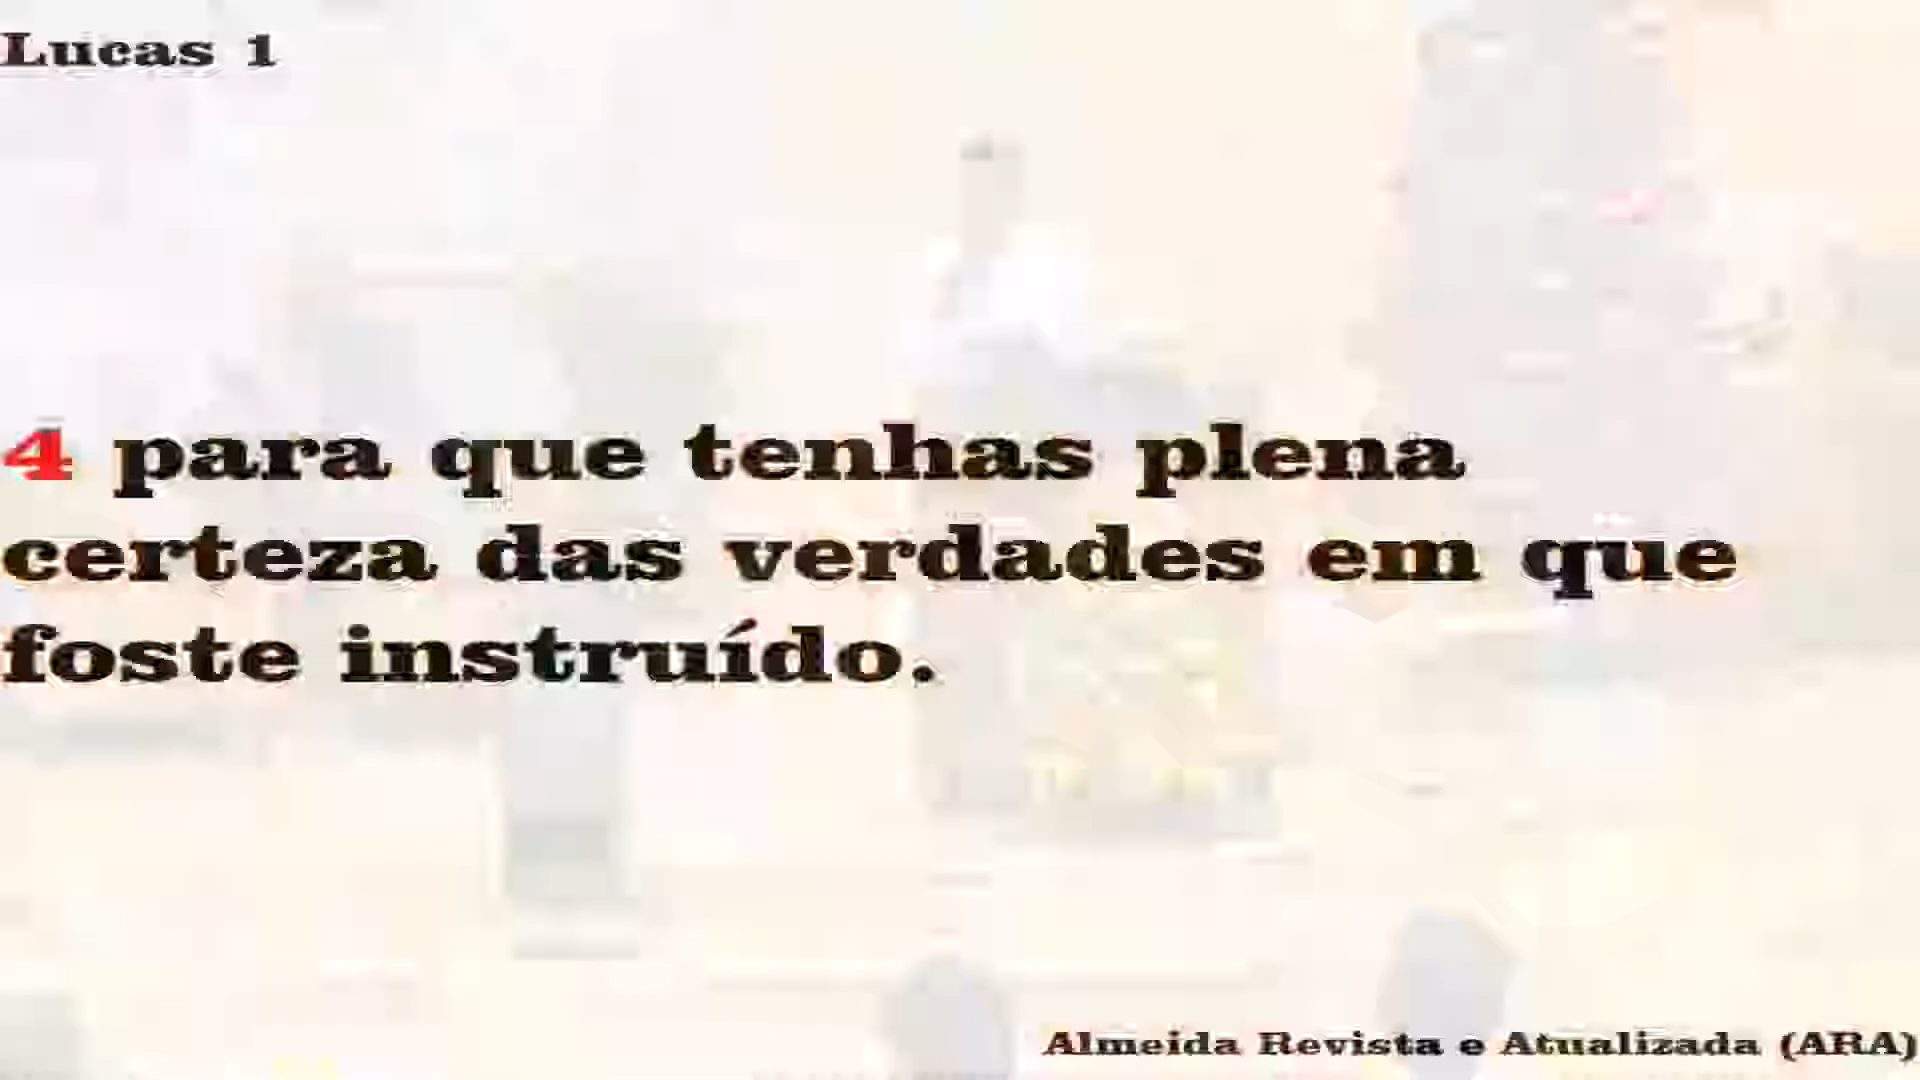 Lucas 1
4 para que tenhas plena
certeza das verdades em que
foste instruído.
Almeida Revista e Atualizada (ARA)